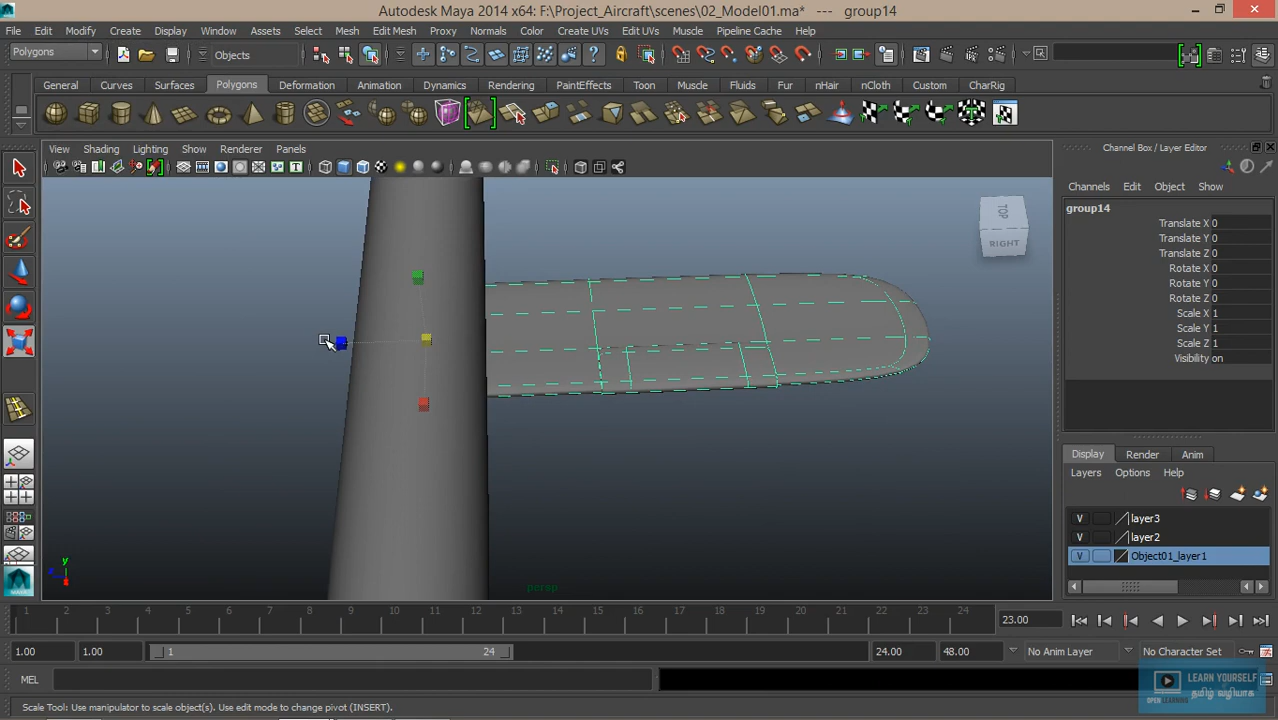 Autodesk Maya 2014 x64: F:\Project_Aircraft\scenes\02_Model01.ma* --- group14
File Edit Modify Create Display Window Assets Select Mesh Edit Mesh Proxy Normals Color Create UVs Edit UVs Muscle Pipeline Cache Help
Polygons Objects
General Curves Surfaces Polygons Deformation Animation Dynamics Rendering PaintEffects Toon Muscle Fluids Fur nHair nCloth Custom CharRig
View Shading Lighting Show Renderer Panels
Channel Box / Layer Editor
Channels Edit Object Show
group14
Translate X 0
Translate Y 0
Translate Z 0
Rotate X 0
Rotate Y 0
Rotate Z 0
Scale X 1
Scale Y 1
Scale Z 1
Visibility on
TOP
RIGHT
Display Render Anim
Layers Options Help
V layer3
V layer2
V Object01_layer1
y
z
x
persp
1 2 3 4 5 6 7 8 9 10 11 12 13 14 15 16 17 18 19 20 21 22 23 24
23.00
1.00 1.00 1 24 24.00 48.00 No Anim Layer No Character Set
MEL
Scale Tool: Use manipulator to scale object(s). Use edit mode to change pivot (INSERT).
LEARN YOURSELF
தமிழ் வழியாக
OPEN LEARNING